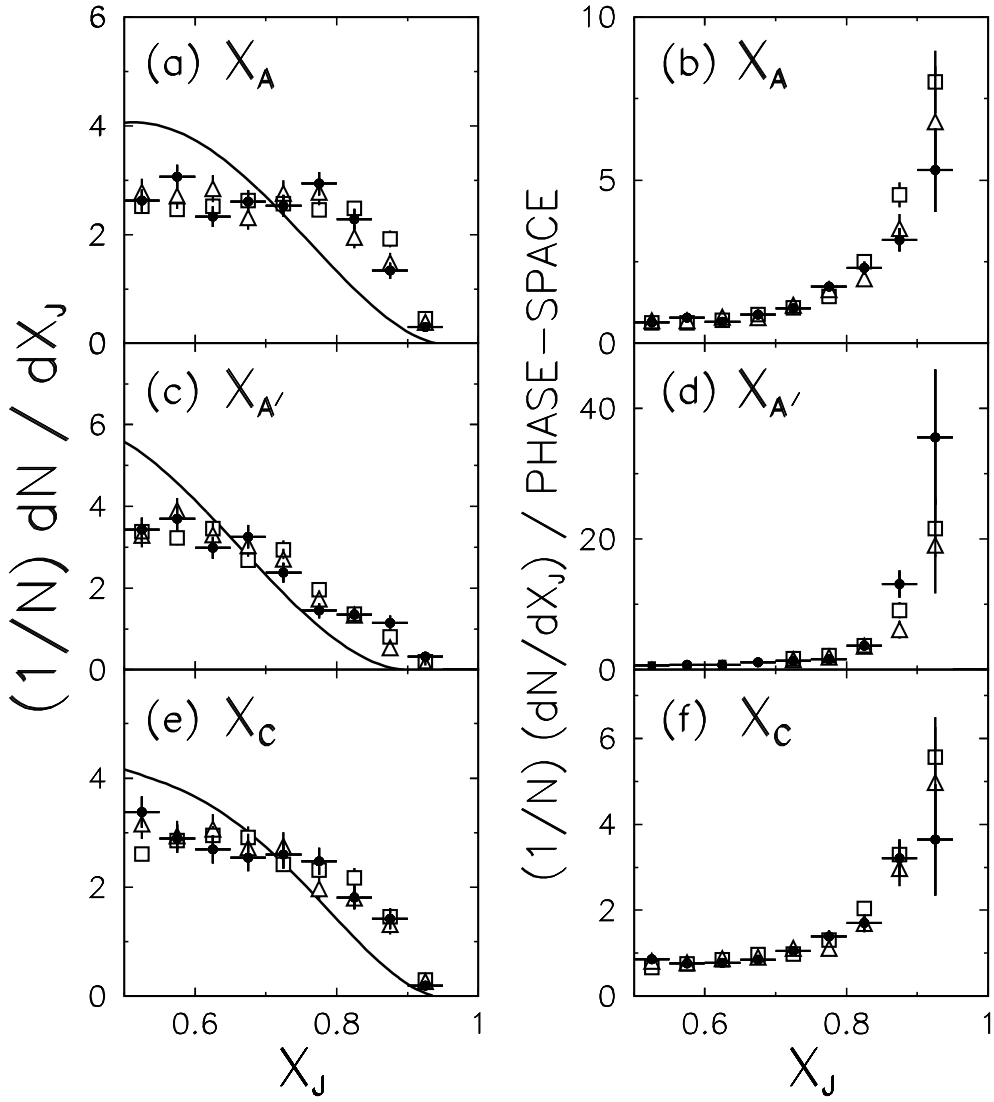 (1/N) dN / dX_J
6
4
2
0
(a) X_A
6
4
2
0
(c) X_A'
4
2
0
(e) X_C
0.6
0.8
1
X_J
(1/N) (dN/dX_J) / PHASE-SPACE
10
5
0
(b) X_A
40
20
0
(d) X_A'
6
4
2
0
(f) X_C
0.6
0.8
1
X_J